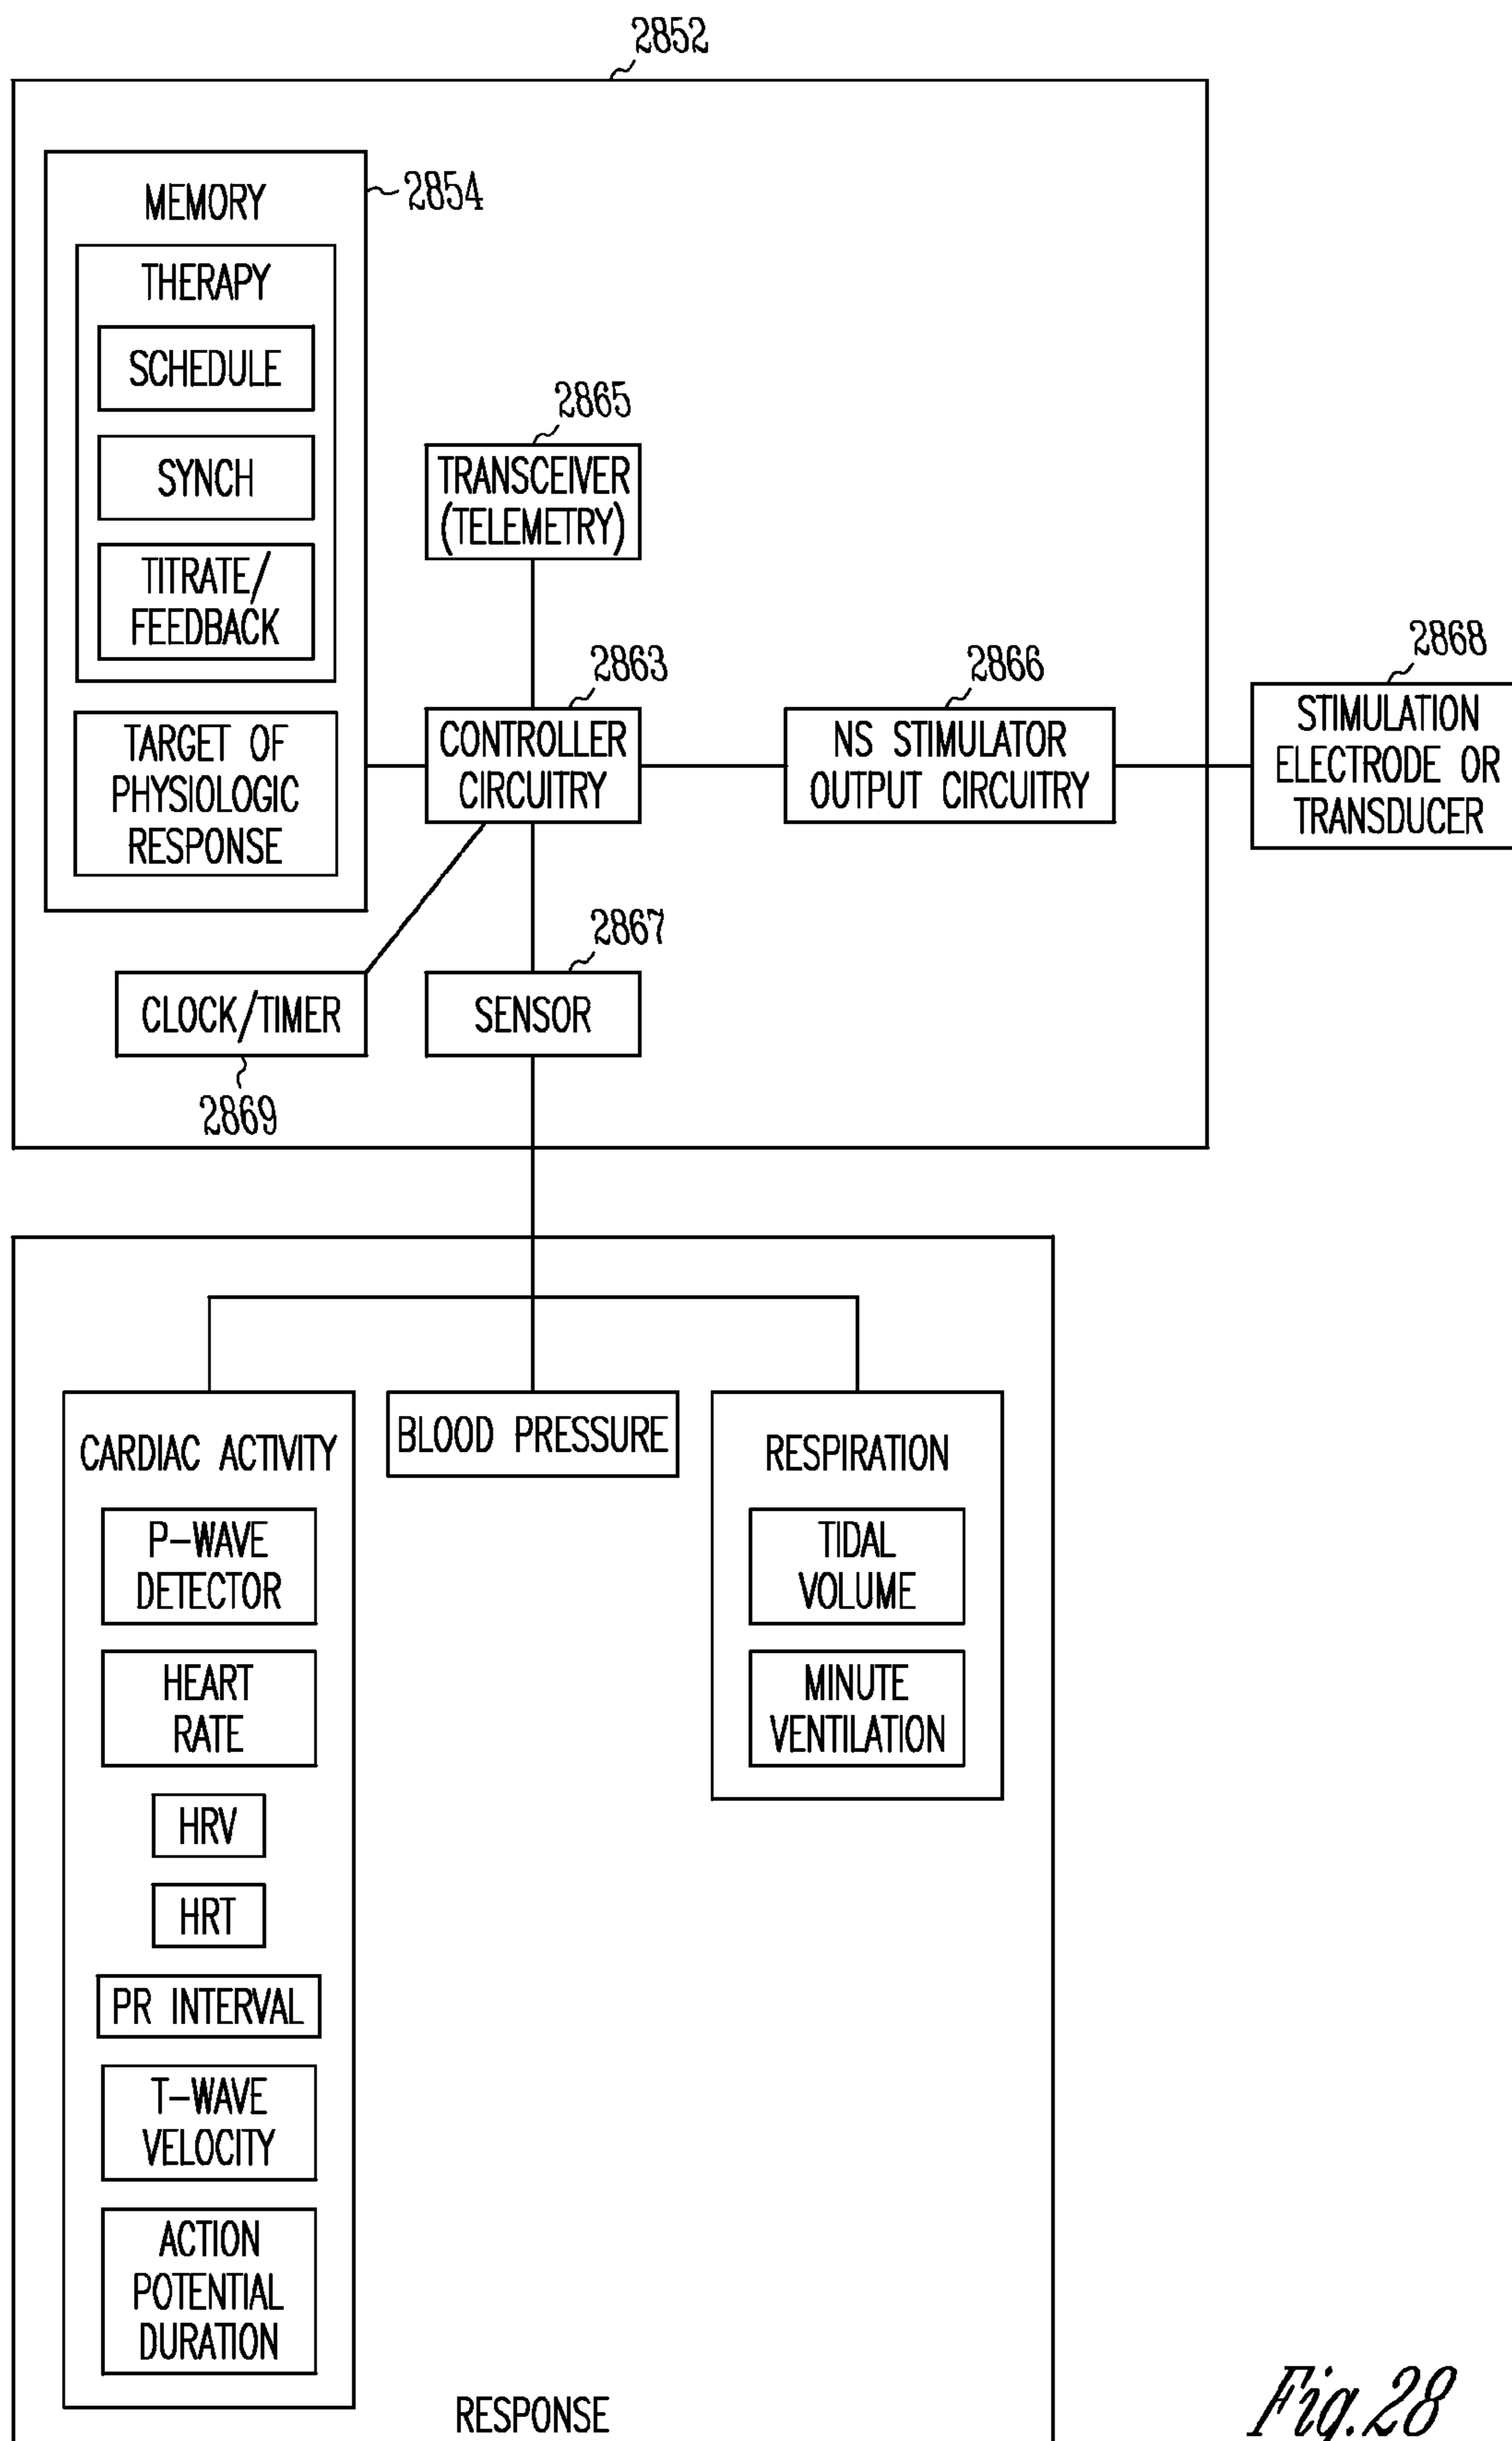 2852
MEMORY
2854
THERAPY
SCHEDULE
SYNCH
TITRATE/
FEEDBACK
TARGET OF
PHYSIOLOGIC
RESPONSE
2865
TRANSCEIVER
(TELEMETRY)
2863
CONTROLLER
CIRCUITRY
2866
NS STIMULATOR
OUTPUT CIRCUITRY
2868
STIMULATION
ELECTRODE OR
TRANSDUCER
2867
SENSOR
CLOCK/TIMER
2869
CARDIAC ACTIVITY
P-WAVE
DETECTOR
HEART
RATE
HRV
HRT
PR INTERVAL
T-WAVE
VELOCITY
ACTION
POTENTIAL
DURATION
BLOOD PRESSURE
RESPIRATION
TIDAL
VOLUME
MINUTE
VENTILATION
RESPONSE
Fig.28